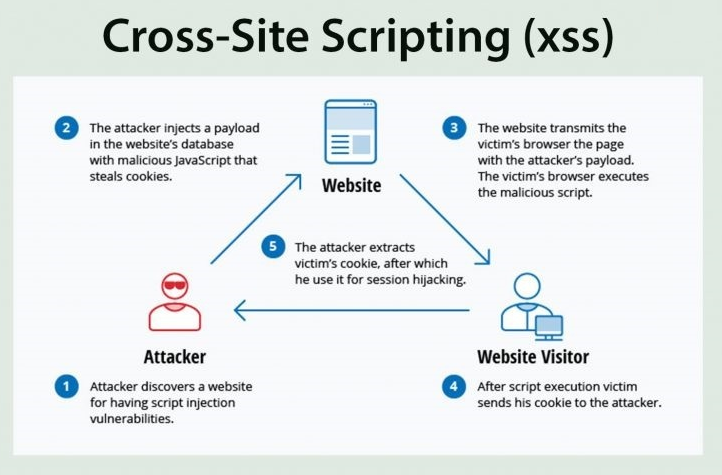 Cross-Site Scripting (xss)
2
The attacker injects a payload
in the website's database
with malicious JavaScript that
steals cookies.
Website
3
The website transmits the
victim's browser the page
with the attacker's payload.
The victim's browser executes
the malicious script.
5
The attacker extracts
victim's cookie, after which
he use it for session hijacking.
Attacker
1
Attacker discovers a website
for having script injection
vulnerabilities.
Website Visitor
4
After script execution victim
sends his cookie to the attacker.